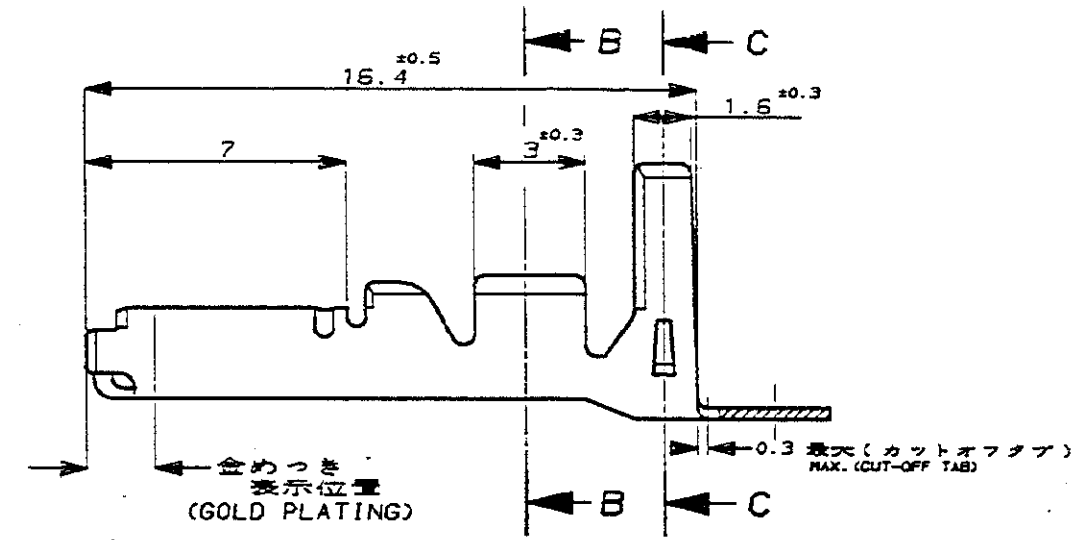 B C
16.4 ±0.5
1.6 ±0.3
7
3 ±0.3
0.3 最大(カットオフタブ)
MAX. (CUT-OFF TAB)
金めっき
表示位置
(GOLD PLATING)
B C